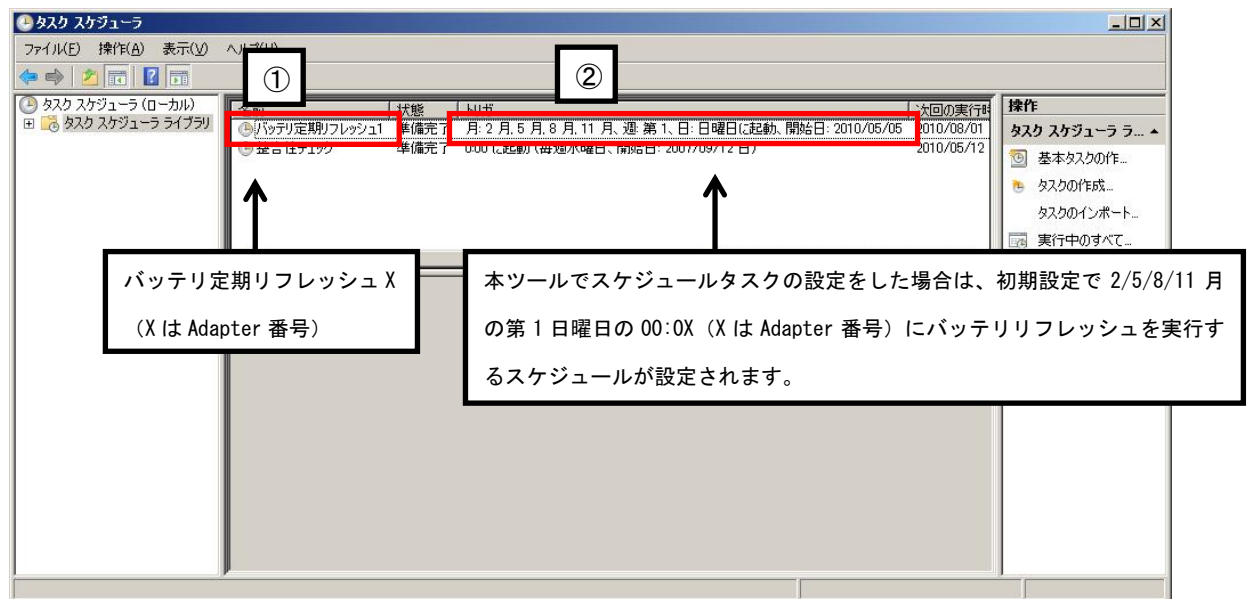 タスク スケジューラ
ファイル(F) 操作(A) 表示(V)
①
②
タスク スケジューラ (ローカル)
タスク スケジューラ ライブラリ
状態
トリガ
次回の実行時
バッテリ定期リフレッシュ1 準備完了 月: 2 月, 5 月, 8 月, 11 月、週: 第 1、日: 日曜日に起動、開始日: 2010/05/05 2010/08/01
整合性チェック 準備完了 0:00 に起動 (毎週水曜日、開始日: 2007/09/12 日) 2010/05/12
操作
タスク スケジューラ ラ...
基本タスクの作...
タスクの作成...
タスクのインポート...
実行中のすべて...
バッテリ定期リフレッシュ X
(X は Adapter 番号)
本ツールでスケジュールタスクの設定をした場合は、初期設定で 2/5/8/11 月
の第 1 日曜日の 00:0X (X は Adapter 番号) にバッテリリフレッシュを実行す
るスケジュールが設定されます。